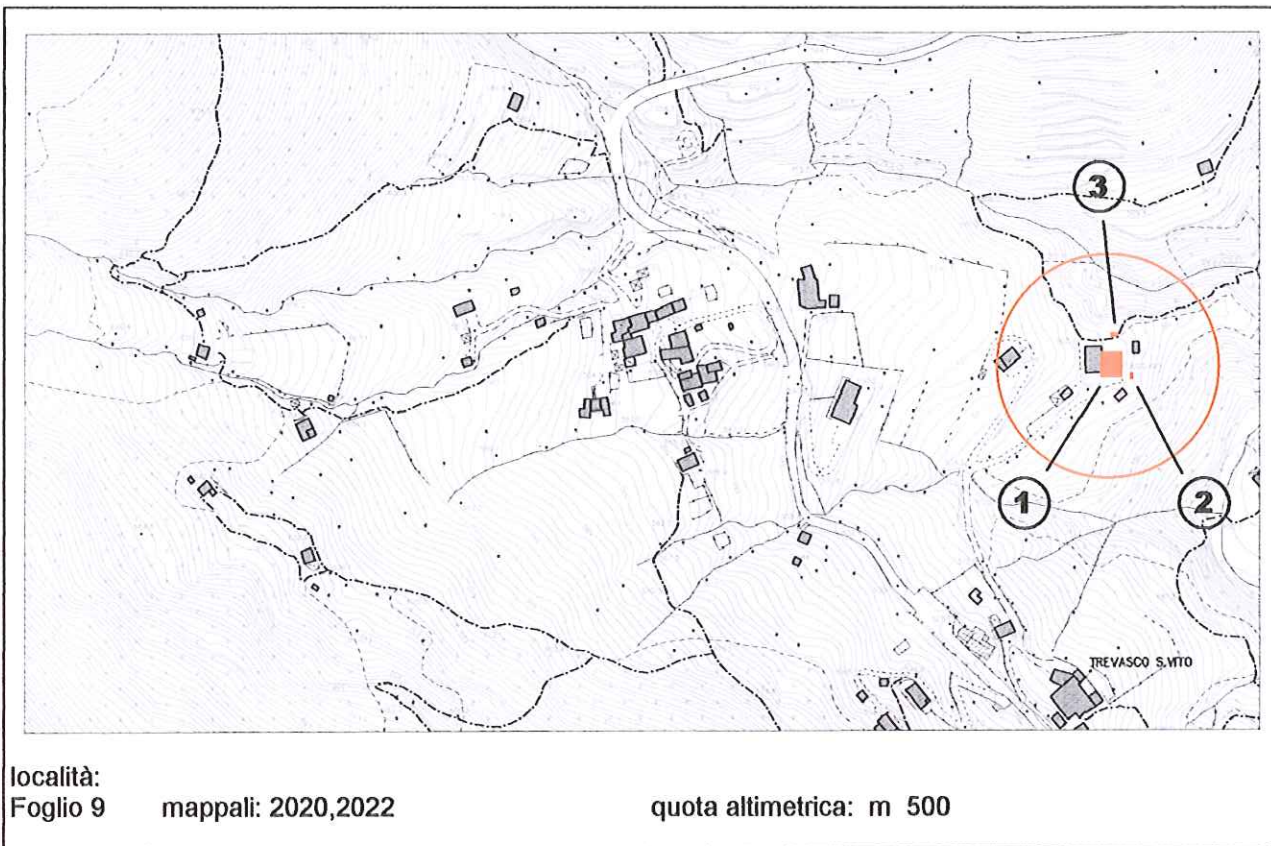 3
1
2
TREVASCO S.VITO
località:
Foglio 9 mappali: 2020,2022 quota altimetrica: m 500